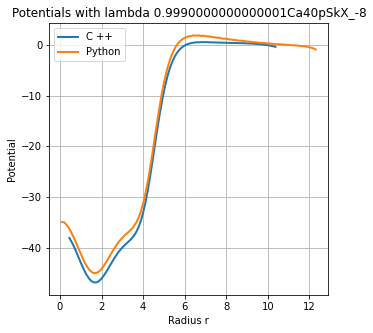 Potentials with lambda 0.9990000000000001Ca40pSkX_-8
C ++
Python
0
−10
−20
−30
−40
Potential
0
2
4
6
8
10
12
Radius r